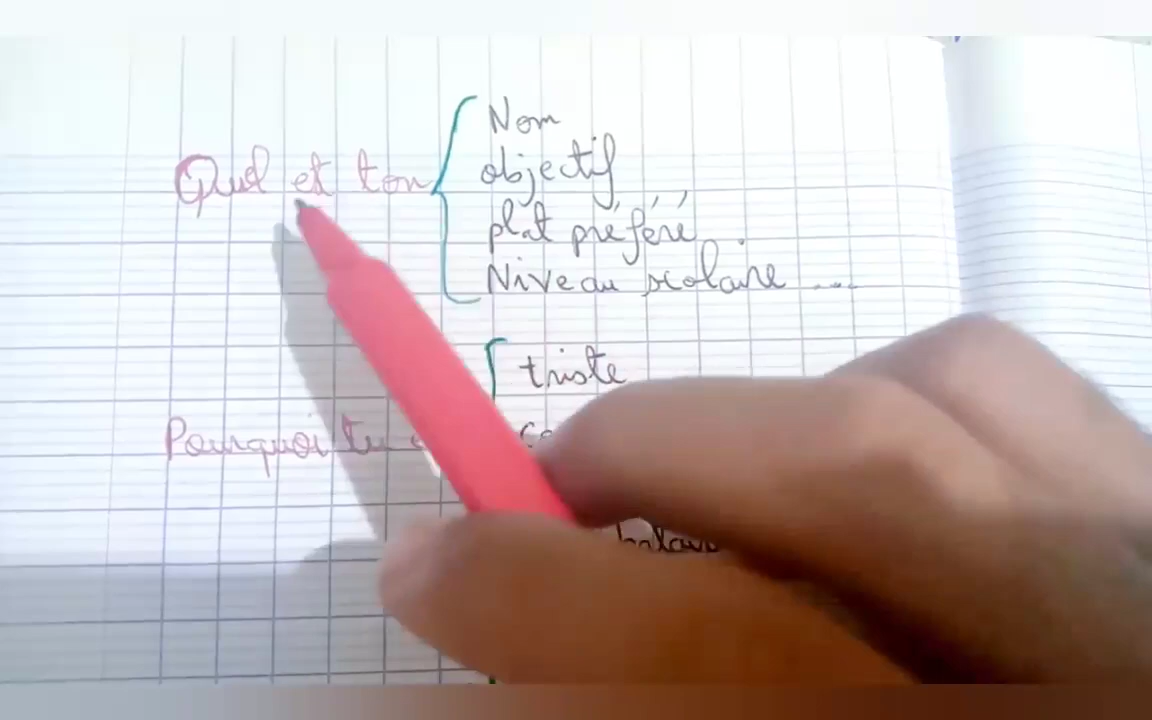 Nom
Quel et ton
objectif
plat préféré
Niveau scolaire ...
triste
Pourquoi tu